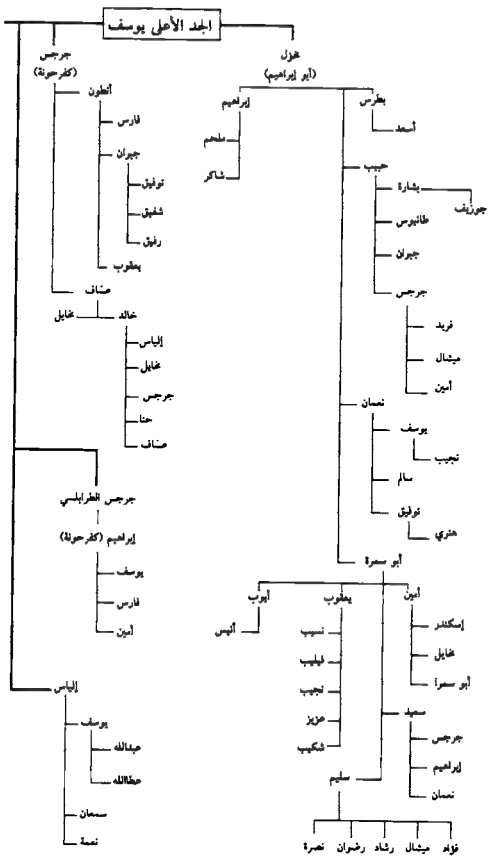 الجد الأعلى يوسف
مخول
(أبو إبراهيم)
بطرس
أسعد
إبراهيم
ملحم
شاكر
حبيب
بشارة
جوزيف
طانيوس
جبران
جرجس
فريد
ميشال
أمين
نعمان
يوسف
نجيب
سالم
توفيق
هنري
أبو سمرة
أمين
إسكندر
مخايل
أبو سمرا
سعيد
جرجس
إبراهيم
نعمان
يعقوب
نسيب
فيليب
نجيب
عزيز
شكيب
أيوب
أنيس
سليم
فؤاد
ميشال
رشاد
رضوان
نصرة
جرجس
(كفرحونة)
أنطون
فارس
جبران
توفيق
شفيق
رفيق
يعقوب
عساف
خالد
مخايل
إلياس
مخايل
جرجس
حنا
عساف
جرجس الطرابلسي
إبراهيم (كفرحونة)
يوسف
فارس
أمين
إلياس
يوسف
عبدالله
عطاالله
سمعان
نعمة